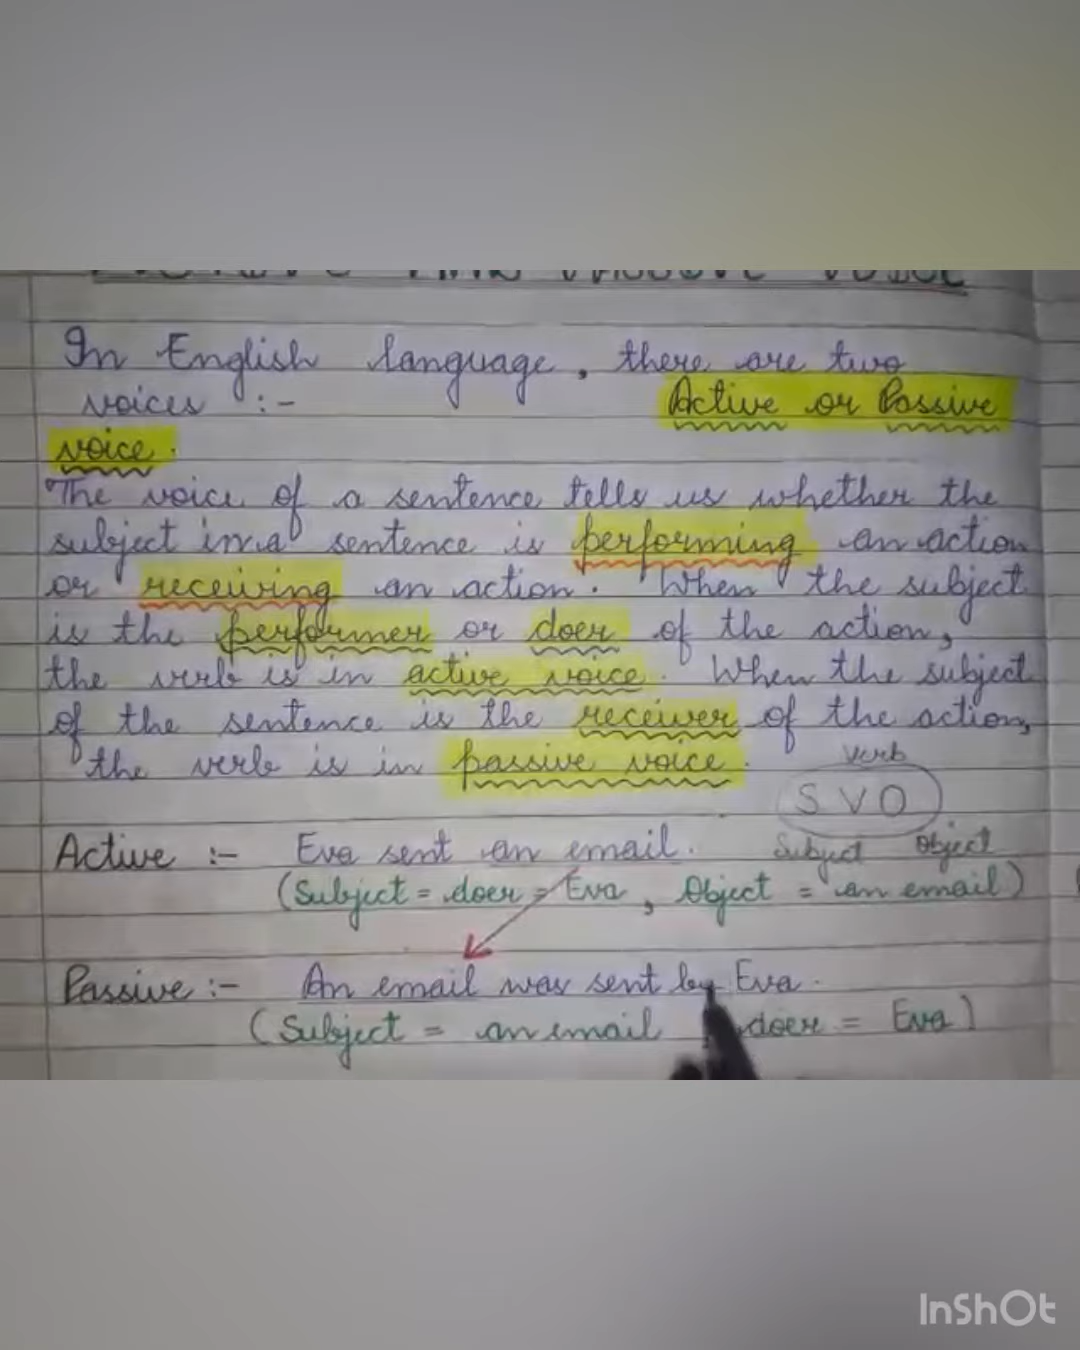 PASSIVE VOICE
In English language, there are two
voices :- Active or Passive
voice.
The voice of a sentence tells us whether the
subject in a sentence is performing an action
or receiving an action. When the subject
is the performer or doer of the action,
the verb is in active voice. When the subject
of the sentence is the receiver of the action,
the verb is in passive voice.
Verb
S V O
Subject Object
Active :- Eva sent an email.
(Subject = doer = Eva, Object = an email)
Passive :- An email was sent by Eva.
(Subject = an email doer = Eva)
InShOt